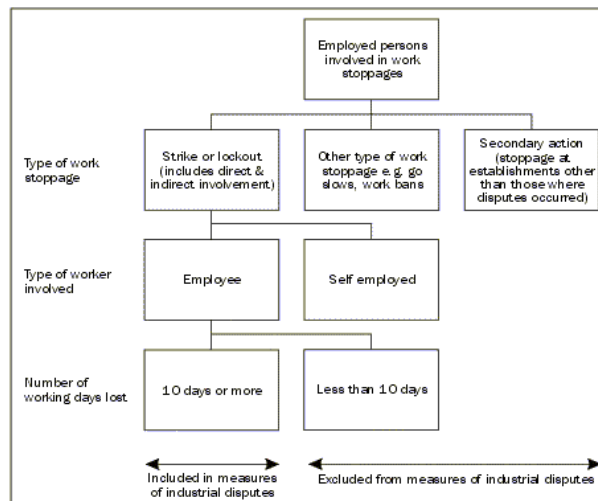 Employed persons
involved in work
stoppages
Type of work
stoppage
Strike or lockout
(includes direct &
indirect involvement)
Other type of work
stoppage e.g. go
slows, work bans
Secondary action
(stoppage at
establishments other
than those where
disputes occurred)
Type of worker
involved
Employee
Self employed
Number of
working days lost
10 days or more
Less than 10 days
Included in measures
of industrial disputes
Excluded from measures of industrial disputes